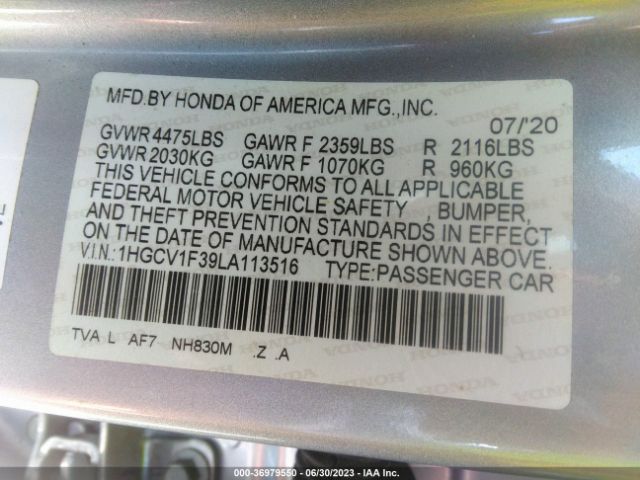 MFD.BY HONDA OF AMERICA MFG.,INC.
07/'20
GVWR 4475LBS GAWR F 2359LBS R 2116LBS
GVWR 2030KG GAWR F 1070KG R 960KG
THIS VEHICLE CONFORMS TO ALL APPLICABLE
FEDERAL MOTOR VEHICLE SAFETY , BUMPER,
AND THEFT PREVENTION STANDARDS IN EFFECT
ON THE DATE OF MANUFACTURE SHOWN ABOVE.
V.I.N.:1HGCV1F39LA113516 TYPE:PASSENGER CAR
TVA L AF7 NH830M .Z .A
000-36979550 - 06/30/2023 - IAA Inc.